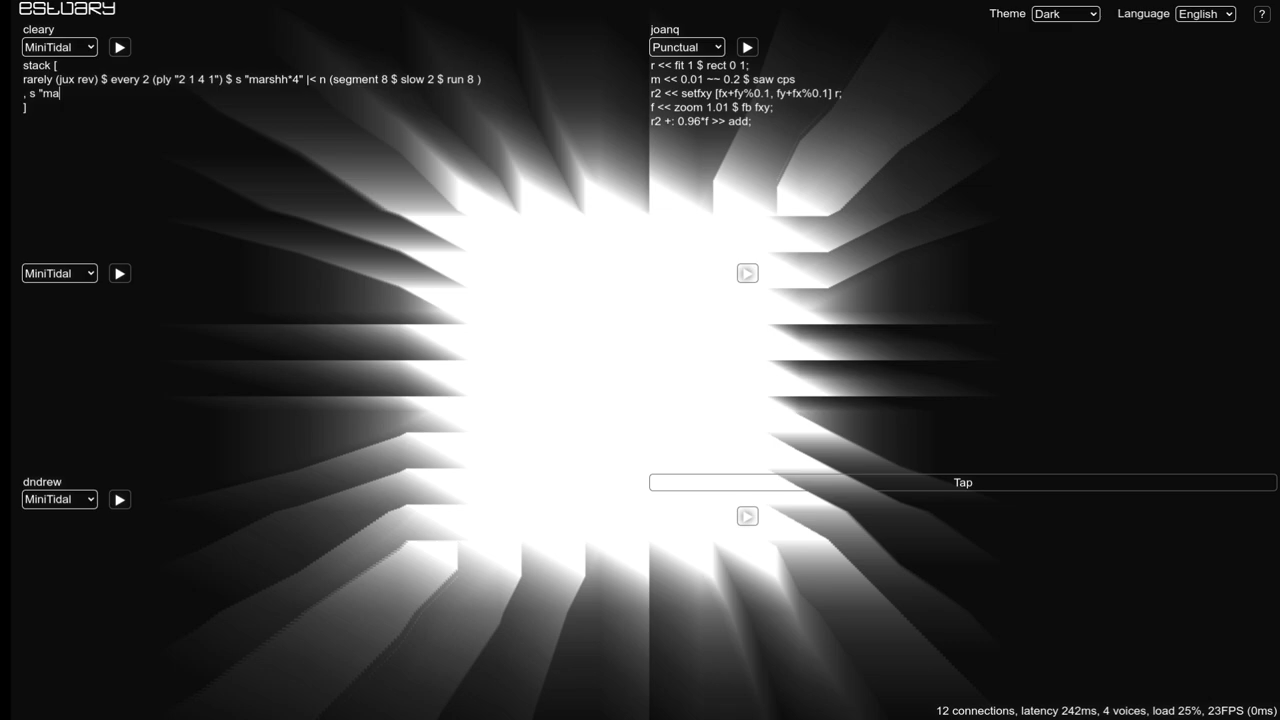 estuary
Theme Dark Language English ?
cleary
MiniTidal
stack [
rarely (jux rev) $ every 2 (ply "2 1 4 1") $ s "marshh*4" |< n (segment 8 $ slow 2 $ run 8 )
, s "ma
]
joanq
Punctual
r << fit 1 $ rect 0 1;
m << 0.01 ~~ 0.2 $ saw cps
r2 << setfxy [fx+fy%0.1, fy+fx%0.1] r;
f << zoom 1.01 $ fb fxy;
r2 +: 0.96*f >> add;
MiniTidal
dndrew
MiniTidal
Tap
12 connections, latency 242ms, 4 voices, load 25%, 23FPS (0ms)